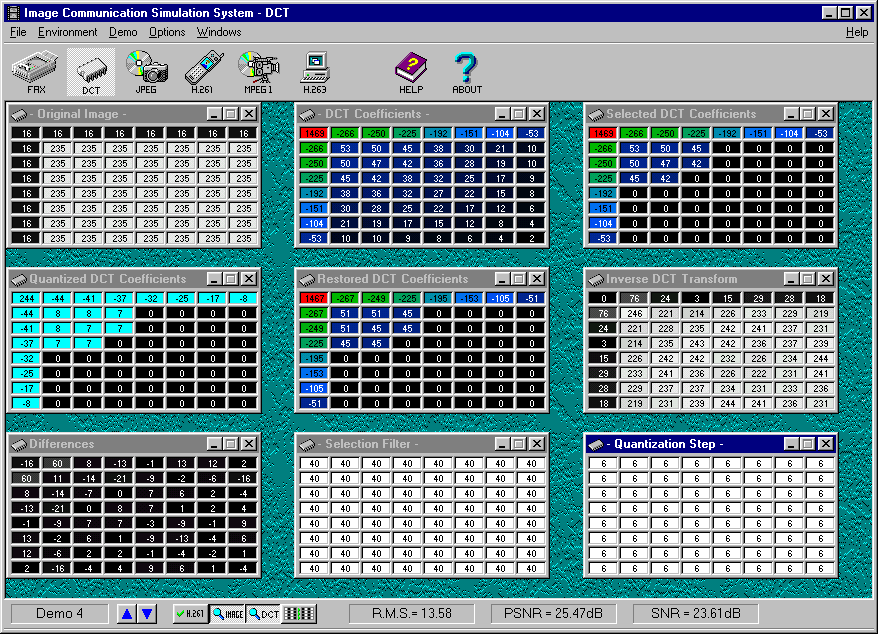 Image Communication Simulation System - DCT
File Environment Demo Options Windows Help
FAX DCT JPEG H.261 MPEG1 H.263 HELP ABOUT
- Original Image -
16 16 16 16 16 16 16 16
16 235 235 235 235 235 235 235
16 235 235 235 235 235 235 235
16 235 235 235 235 235 235 235
16 235 235 235 235 235 235 235
16 235 235 235 235 235 235 235
16 235 235 235 235 235 235 235
16 235 235 235 235 235 235 235
- DCT Coefficients -
1469 -266 -250 -225 -192 -151 -104 -53
-266 53 50 45 38 30 21 10
-250 50 47 42 36 28 19 10
-225 45 42 38 32 25 17 9
-192 38 36 32 27 22 15 8
-151 30 28 25 22 17 12 6
-104 21 19 17 15 12 8 4
-53 10 10 9 8 6 4 2
Selected DCT Coefficients
1469 -266 -250 -225 -192 -151 -104 -53
-266 53 50 45 0 0 0 0
-250 50 47 42 0 0 0 0
-225 45 42 0 0 0 0 0
-192 0 0 0 0 0 0 0
-151 0 0 0 0 0 0 0
-104 0 0 0 0 0 0 0
-53 0 0 0 0 0 0 0
Quantized DCT Coefficients
244 -44 -41 -37 -32 -25 -17 -8
-44 8 8 7 0 0 0 0
-41 8 7 7 0 0 0 0
-37 7 7 0 0 0 0 0
-32 0 0 0 0 0 0 0
-25 0 0 0 0 0 0 0
-17 0 0 0 0 0 0 0
-8 0 0 0 0 0 0 0
Restored DCT Coefficients
1467 -267 -249 -225 -195 -153 -105 -51
-267 51 51 45 0 0 0 0
-249 51 45 45 0 0 0 0
-225 45 45 0 0 0 0 0
-195 0 0 0 0 0 0 0
-153 0 0 0 0 0 0 0
-105 0 0 0 0 0 0 0
-51 0 0 0 0 0 0 0
Inverse DCT Transform
0 76 24 3 15 29 28 18
76 246 221 214 226 233 229 219
24 221 228 235 242 241 237 231
3 214 235 243 242 236 237 239
15 226 242 242 232 226 234 244
29 233 241 236 226 222 231 241
28 229 237 237 234 231 233 236
18 219 231 239 244 241 236 231
Differences
-16 60 8 -13 -1 13 12 2
60 11 -14 -21 -9 -2 -6 -16
8 -14 -7 0 7 6 2 -4
-13 -21 0 8 7 1 2 4
-1 -9 7 7 -3 -9 -1 9
13 -2 6 1 -9 -13 -4 6
12 -6 2 2 -1 -4 -2 1
2 -16 -4 4 9 6 1 -4
- Selection Filter -
40 40 40 40 40 40 40 40
40 40 40 40 40 40 40 40
40 40 40 40 40 40 40 40
40 40 40 40 40 40 40 40
40 40 40 40 40 40 40 40
40 40 40 40 40 40 40 40
40 40 40 40 40 40 40 40
40 40 40 40 40 40 40 40
- Quantization Step -
6 6 6 6 6 6 6 6
6 6 6 6 6 6 6 6
6 6 6 6 6 6 6 6
6 6 6 6 6 6 6 6
6 6 6 6 6 6 6 6
6 6 6 6 6 6 6 6
6 6 6 6 6 6 6 6
6 6 6 6 6 6 6 6
Demo 4 H.261 IMAGE DCT R.M.S.= 13.58 PSNR = 25.47dB SNR = 23.61dB